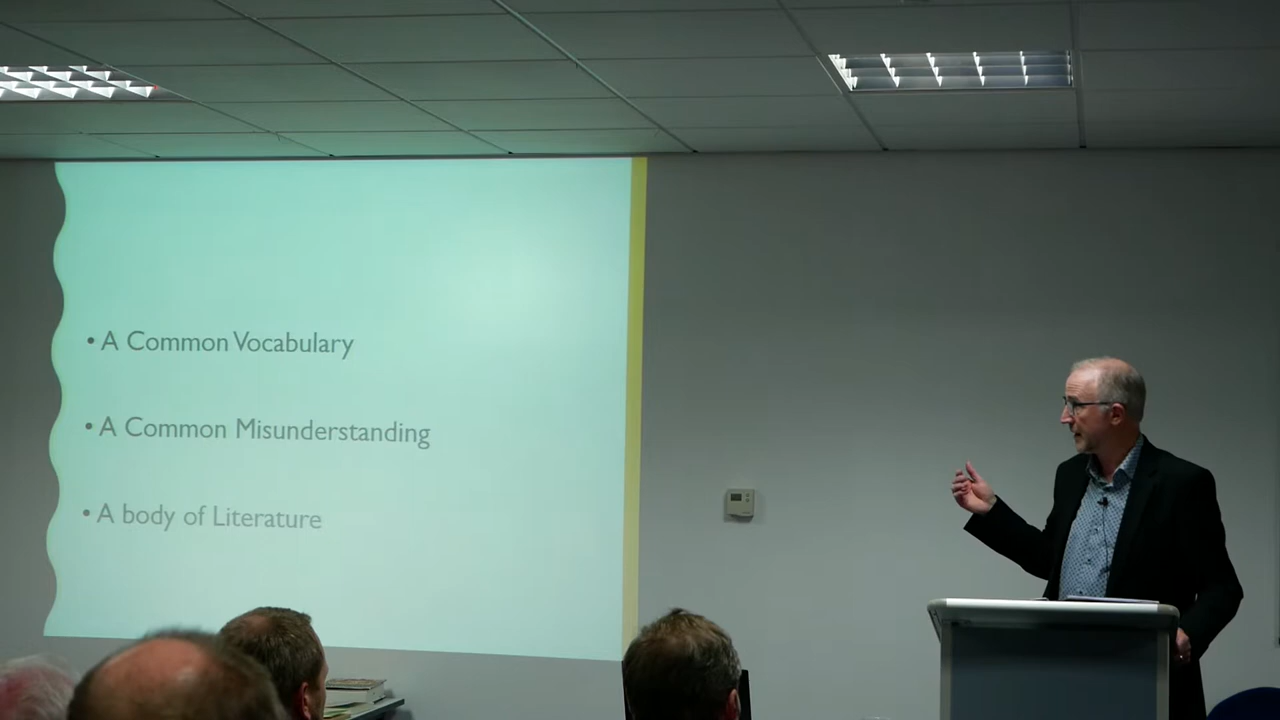 • A Common Vocabulary
• A Common Misunderstanding
• A body of Literature